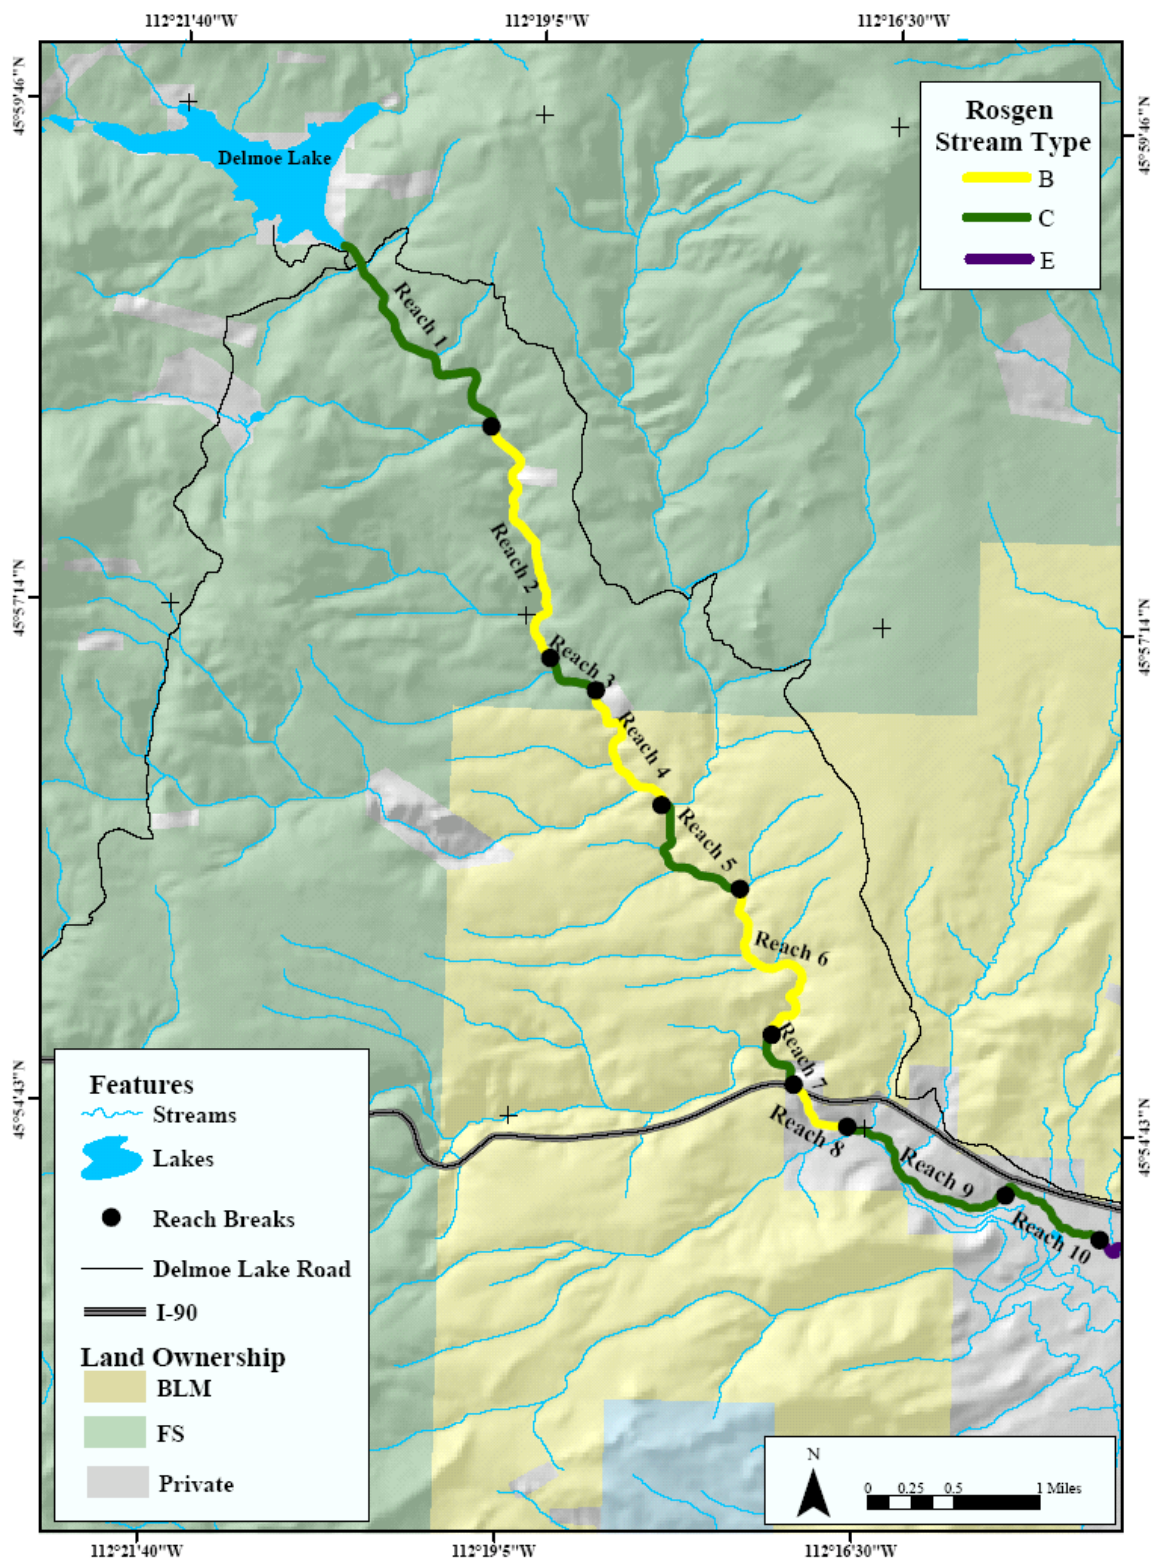 112°21'40"W
112°19'5"W
112°16'30"W
45°59'46"N
45°59'46"N
Rosgen
Stream Type
B
C
E
Delmoe Lake
Reach 1
Reach 2
45°57'14"N
45°57'14"N
Reach 3
Reach 4
Reach 5
Reach 6
Reach 7
45°54'43"N
45°54'43"N
Reach 8
Reach 9
Reach 10
Features
Streams
Lakes
Reach Breaks
Delmoe Lake Road
I-90
Land Ownership
BLM
FS
Private
N
0 0.25 0.5 1 Miles
112°21'40"W
112°19'5"W
112°16'30"W